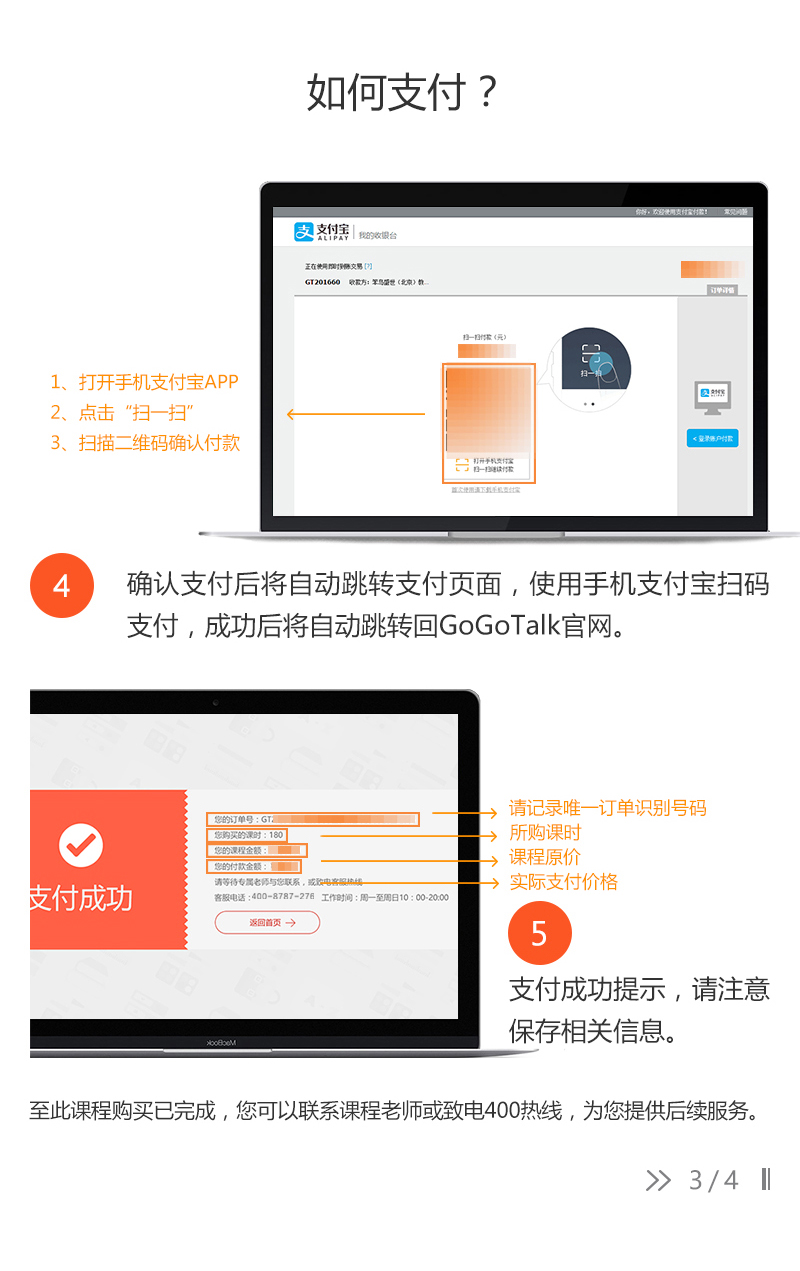 如何支付？
你好，欢迎使用支付宝付款！ 常见问题
支付宝 ALIPAY 我的收银台
正在使用即时到账交易 [?]
GT201660 收款方：笨鸟盛世（北京）教...
订单详情
扫一扫付款（元）
扫一扫
1、打开手机支付宝APP
2、点击“扫一扫”
3、扫描二维码确认付款
支付宝
ALIPAY
< 登录账户付款
打开手机支付宝
扫一扫继续付款
首次使用请下载手机支付宝
4
确认支付后将自动跳转支付页面，使用手机支付宝扫码
支付，成功后将自动跳转回GoGoTalk官网。
支付成功
您的订单号：GT2
您购买的课时：180
您的课程金额：
您的付款金额：
请等待专属老师与您联系，或致电客服热线
客服电话：400-8787-276 工作时间：周一至周日10：00-20:00
返回首页
请记录唯一订单识别号码
所购课时
课程原价
实际支付价格
5
支付成功提示，请注意
保存相关信息。
MacBook
至此课程购买已完成，您可以联系课程老师或致电400热线，为您提供后续服务。
3/4